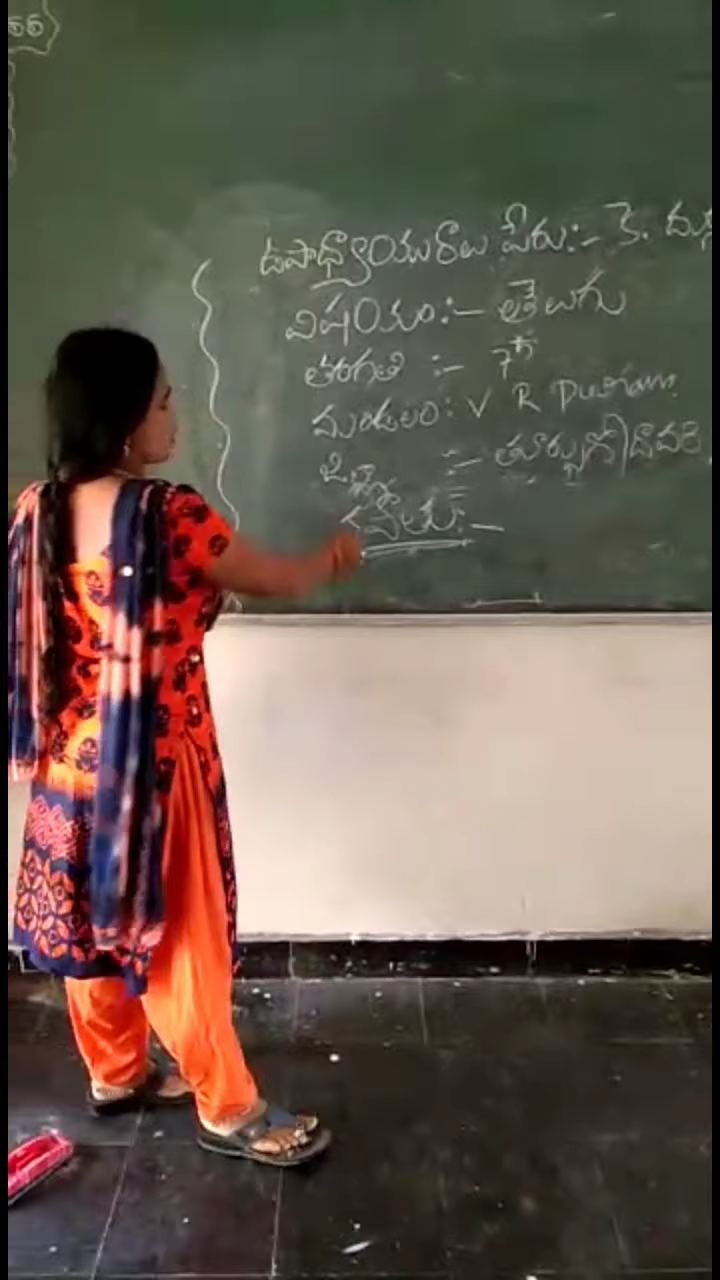 ఉపాధ్యాయురాలు పేరు:- కె.
విషయం:- తెలుగు
తరగతి :- 7th
మండలం: V R Puram.
జిల్లా :- తూర్పుగోదావరి